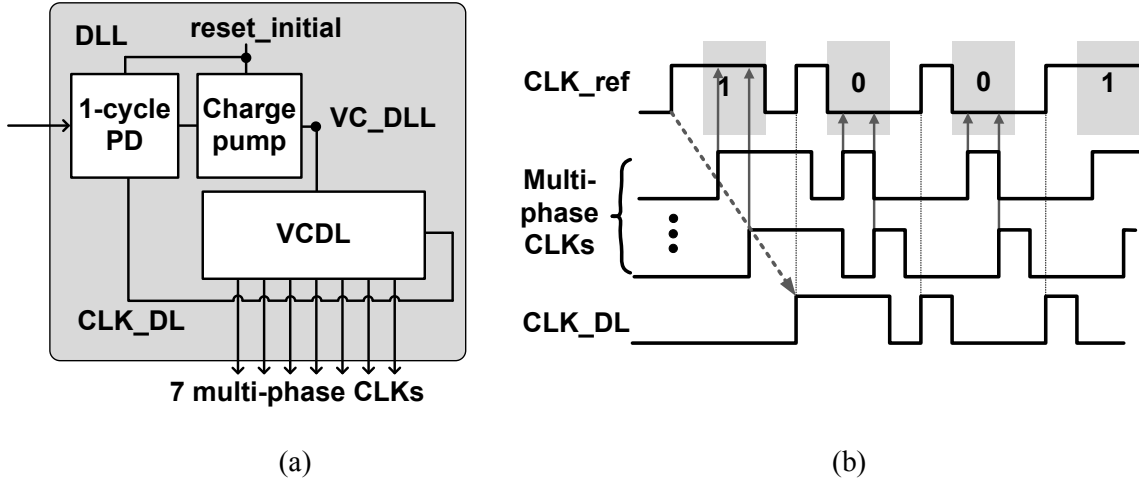 DLL
reset_initial
1-cycle
PD
Charge
pump
VC_DLL
VCDL
CLK_DL
7 multi-phase CLKs
(a)
CLK_ref
1
0
0
1
Multi-
phase
CLKs
CLK_DL
(b)